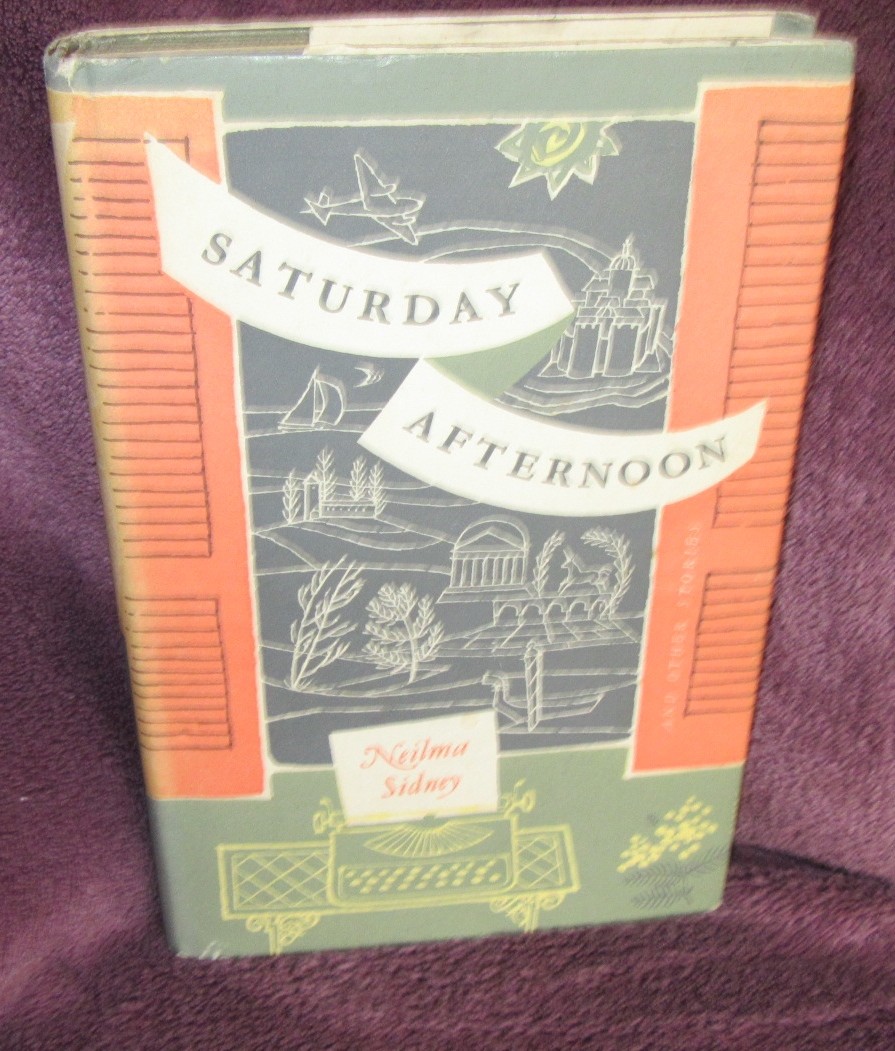 SATURDAY
AFTERNOON
AND OTHER STORIES
Neilma
Sidney